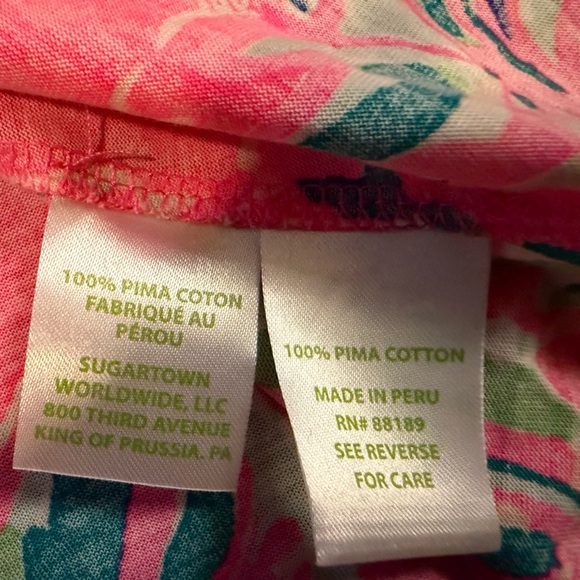 100% PIMA COTON
FABRIQUÉ AU
PÉROU
SUGARTOWN
WORLDWIDE, LLC
800 THIRD AVENUE
KING OF PRUSSIA. PA
100% PIMA COTTON
MADE IN PERU
RN# 88189
SEE REVERSE
FOR CARE